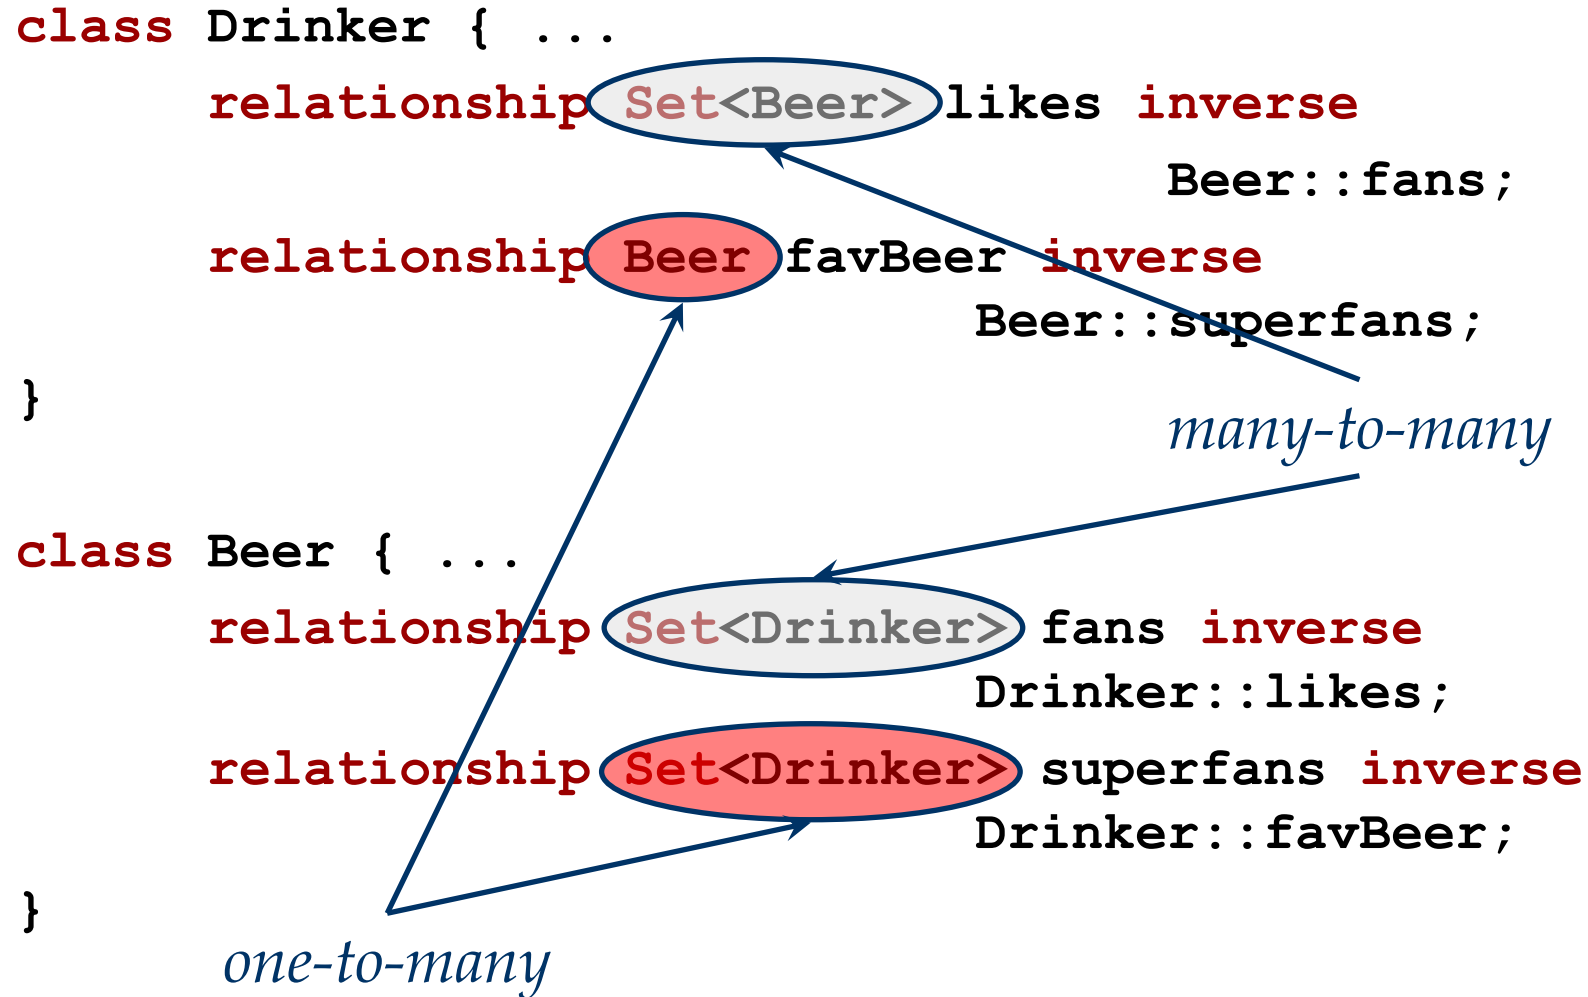 class Drinker { ...
relationship Set<Beer> likes inverse
Beer::fans;
relationship Beer favBeer inverse
Beer::superfans;
}
many-to-many
class Beer { ...
relationship Set<Drinker> fans inverse
Drinker::likes;
relationship Set<Drinker> superfans inverse
Drinker::favBeer;
}
one-to-many